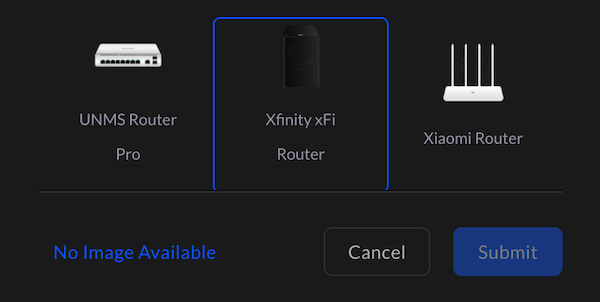 UNMS Router
Pro
Xfinity xFi
Router
Xiaomi Router
No Image Available
Cancel
Submit